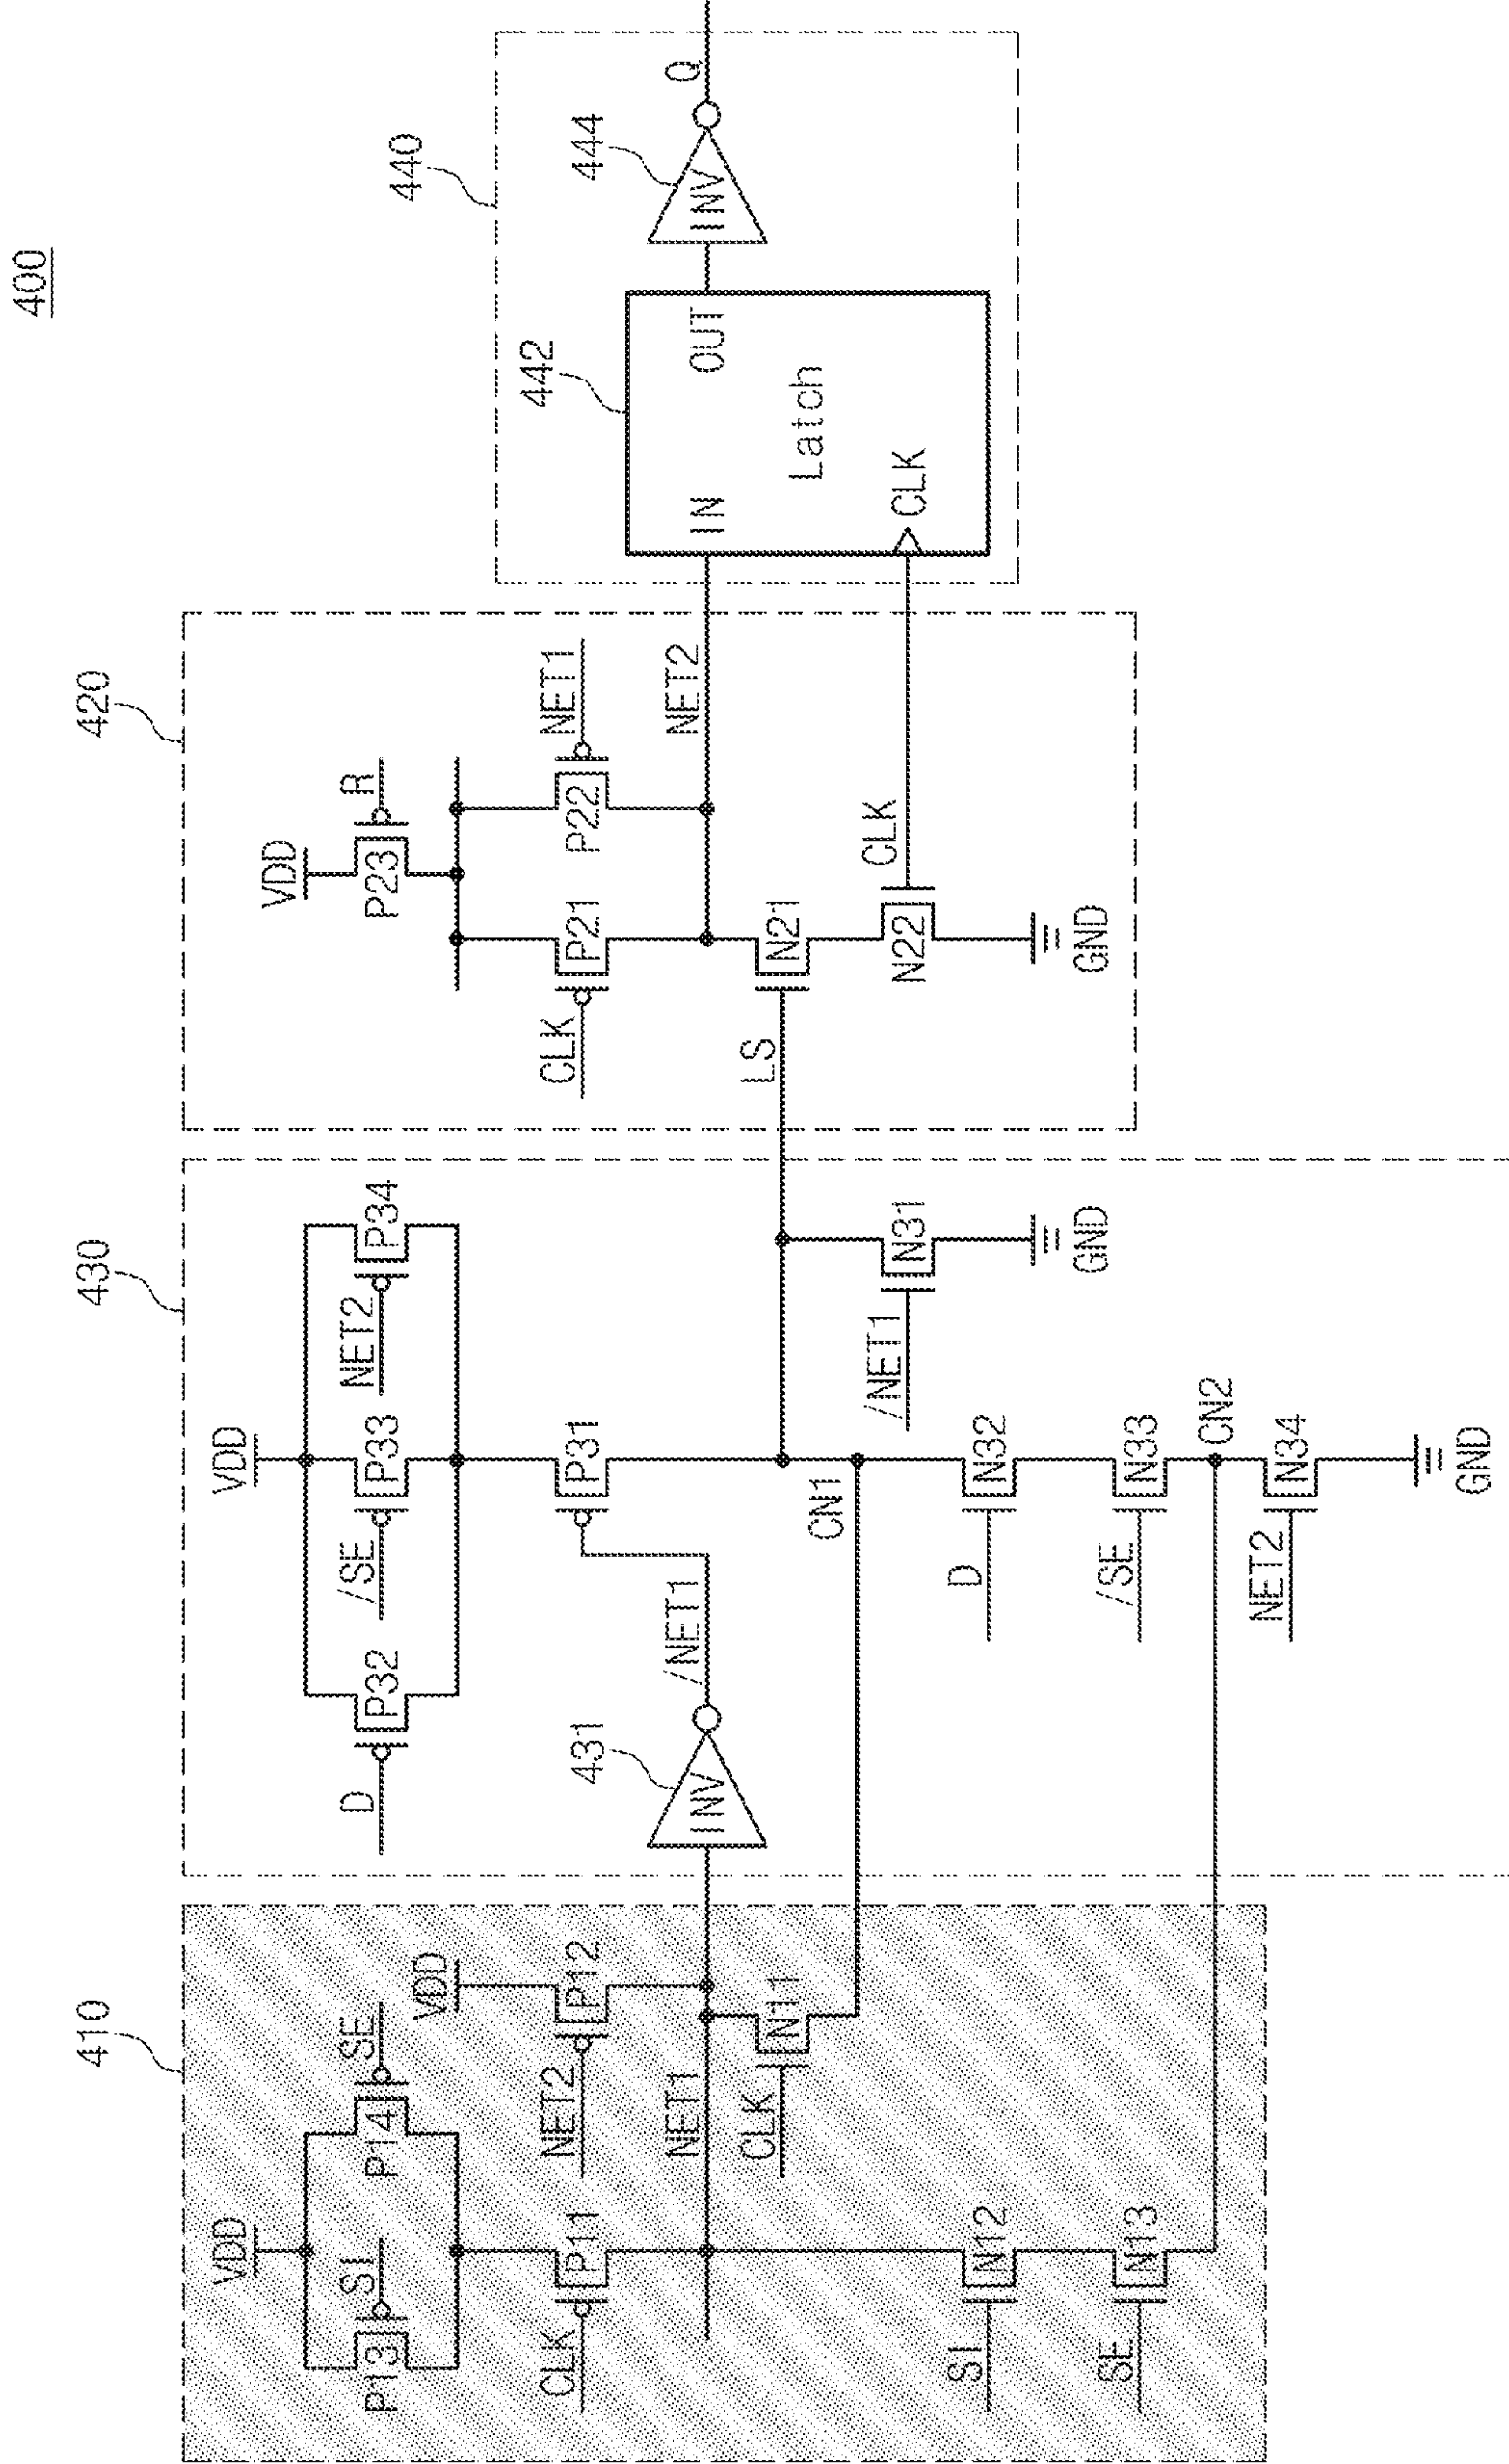 400
410
VDD
P13
SI
P14
SE
VDD
CLK
P11
NET2
P12
NET1
CLK
N11
SI
N12
SE
N13
430
VDD
D
P32
/SE
P33
NET2
P34
431
INV
/NET1
P31
CN1
/NET1
N31
GND
D
N32
/SE
N33
CN2
NET2
N34
GND
420
VDD
P23
R
CLK
P21
P22
NET1
NET2
LS
N21
N22
CLK
GND
440
442
IN
OUT
Latch
CLK
444
INV
Q